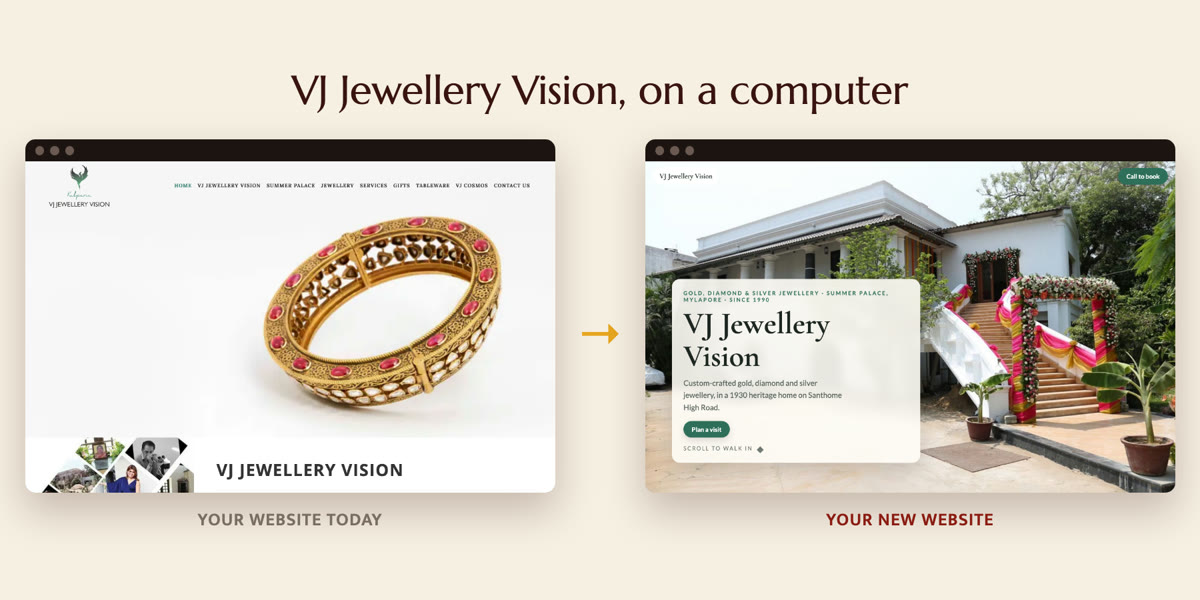 VJ Jewellery Vision, on a computer
VJ JEWELLERY VISION
HOME VJ JEWELLERY VISION SUMMER PALACE JEWELLERY SERVICES GIFTS TABLEWARE VJ COSMOS CONTACT US
VJ JEWELLERY VISION
YOUR WEBSITE TODAY
VJ Jewellery Vision
Call to book
GOLD, DIAMOND & SILVER JEWELLERY · SUMMER PALACE,
MYLAPORE · SINCE 1990
VJ Jewellery
Vision
Custom-crafted gold, diamond and silver
jewellery, in a 1930 heritage home on Santhome
High Road.
Plan a visit
SCROLL TO WALK IN
YOUR NEW WEBSITE